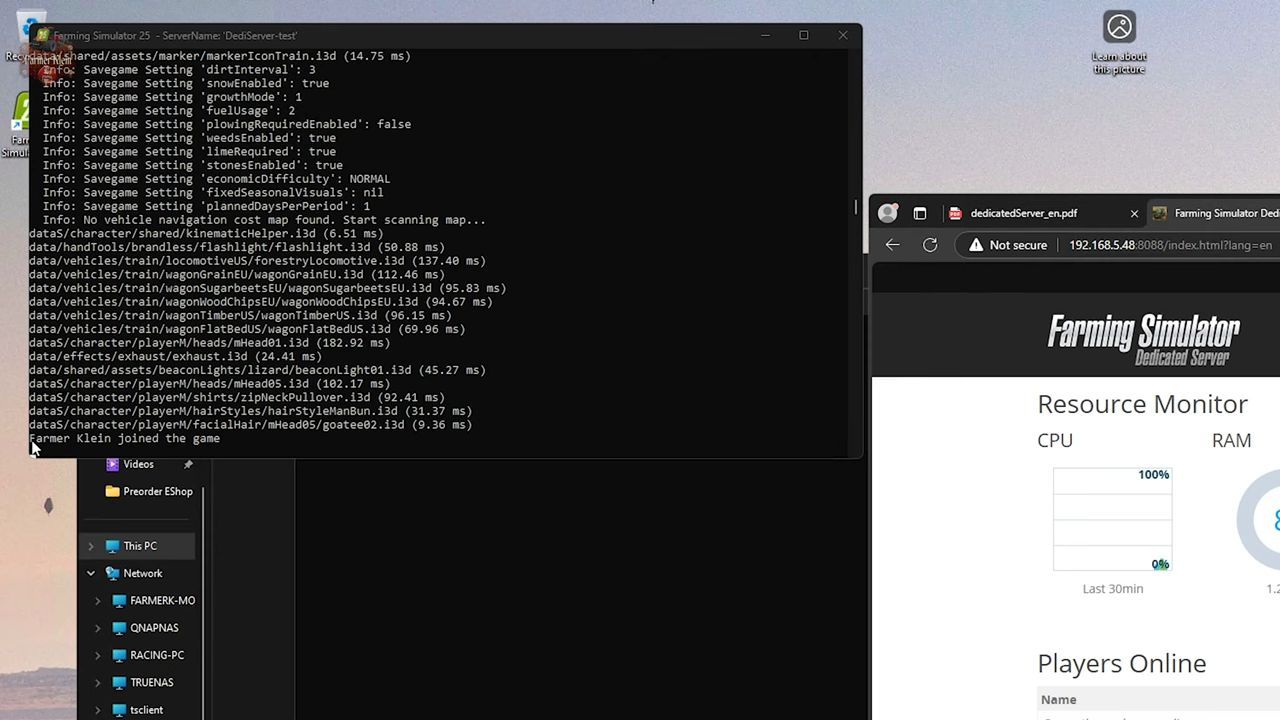 Farming Simulator 25 - ServerName: 'DediServer-test'
data/shared/assets/marker/markerIconTrain.i3d (14.75 ms)
Info: Savegame Setting 'dirtInterval': 3
Info: Savegame Setting 'snowEnabled': true
Info: Savegame Setting 'growthMode': 1
Info: Savegame Setting 'fuelUsage': 2
Info: Savegame Setting 'plowingRequiredEnabled': false
Info: Savegame Setting 'weedsEnabled': true
Info: Savegame Setting 'limeRequired': true
Info: Savegame Setting 'stonesEnabled': true
Info: Savegame Setting 'economicDifficulty': NORMAL
Info: Savegame Setting 'fixedSeasonalVisuals': nil
Info: Savegame Setting 'plannedDaysPerPeriod': 1
Info: No vehicle navigation cost map found. Start scanning map...
dataS/character/shared/kinematicHelper.i3d (6.51 ms)
data/handTools/brandless/flashlight/flashlight.i3d (50.88 ms)
data/vehicles/train/locomotiveUS/forestryLocomotive.i3d (137.40 ms)
data/vehicles/train/wagonGrainEU/wagonGrainEU.i3d (112.46 ms)
data/vehicles/train/wagonSugarbeetsEU/wagonSugarbeetsEU.i3d (95.83 ms)
data/vehicles/train/wagonWoodChipsEU/wagonWoodChipsEU.i3d (94.67 ms)
data/vehicles/train/wagonTimberUS/wagonTimberUS.i3d (96.15 ms)
data/vehicles/train/wagonFlatBedUS/wagonFlatBedUS.i3d (69.96 ms)
dataS/character/playerM/heads/mHead01.i3d (182.92 ms)
data/effects/exhaust/exhaust.i3d (24.41 ms)
data/shared/assets/beaconLights/lizard/beaconLight01.i3d (45.27 ms)
dataS/character/playerM/heads/mHead05.i3d (102.17 ms)
dataS/character/playerM/shirts/zipNeckPullover.i3d (92.41 ms)
dataS/character/playerM/hairStyles/hairStyleManBun.i3d (31.37 ms)
dataS/character/playerM/facialHair/mHead05/goatee02.i3d (9.36 ms)
Farmer Klein joined the game
Farmer Klein
Learn about
this picture
Videos
Preorder EShop
This PC
Network
FARMERK-MO
QNAPNAS
RACING-PC
TRUENAS
tsclient
dedicatedServer_en.pdf
Farming Simulator Dedi
Not secure
192.168.5.48:8088/index.html?lang=en
Farming Simulator
Dedicated Server
Resource Monitor
CPU
RAM
100%
0%
Last 30min
Players Online
Name